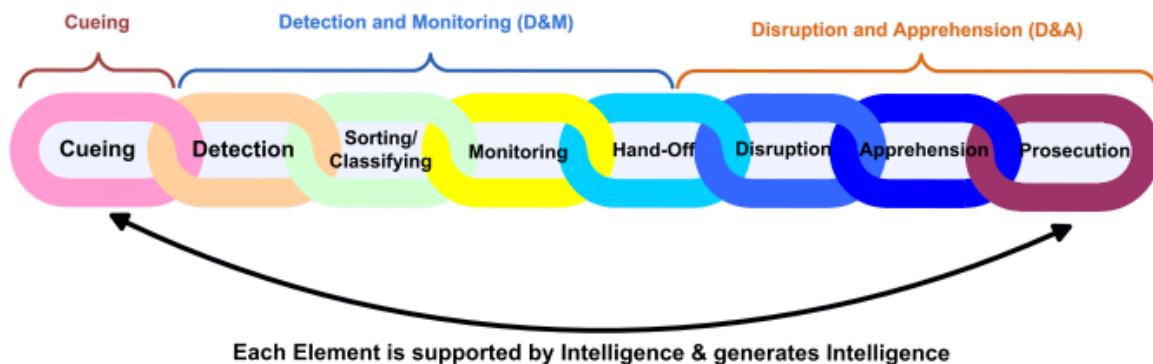 Cueing
Detection and Monitoring (D&M)
Disruption and Apprehension (D&A)
Cueing
Detection
Sorting/
Classifying
Monitoring
Hand-Off
Disruption
Apprehension
Prosecution
Each Element is supported by Intelligence & generates Intelligence